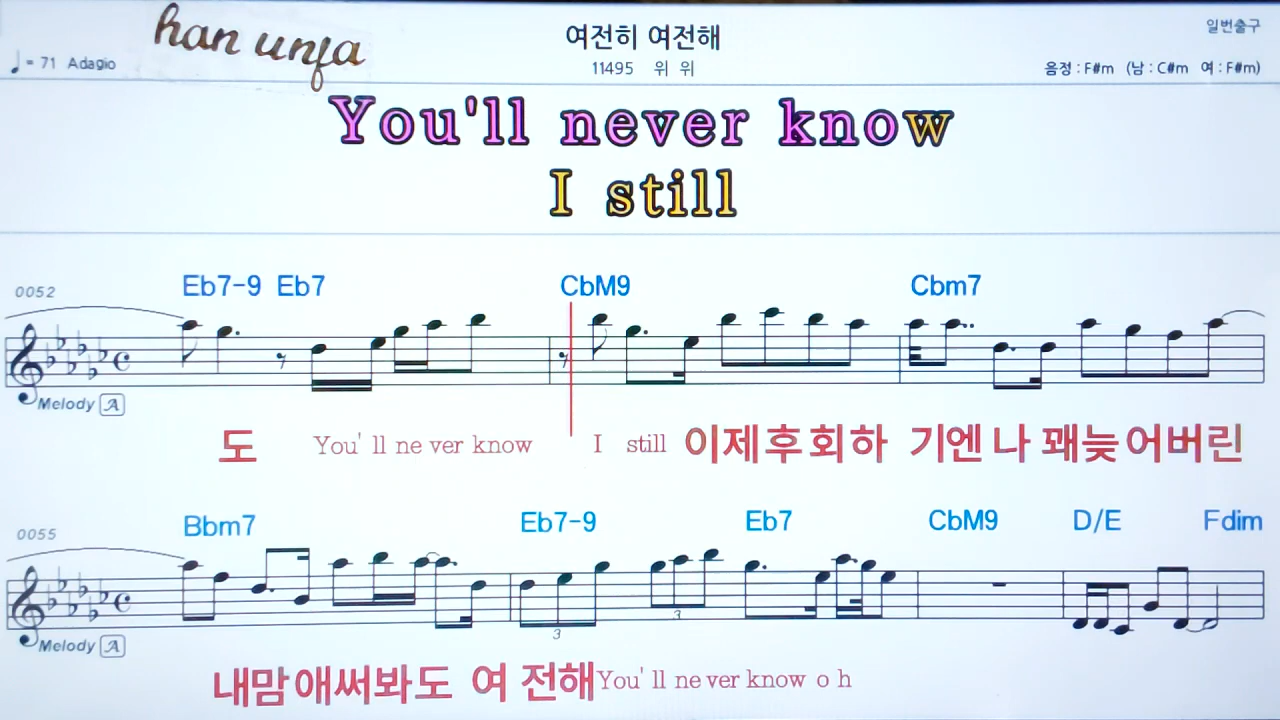 han unfa
여전히 여전해
일번출구
♩= 71 Adagio
11495 위 위
음정 : F#m (남 : C#m 여 : F#m)
You'll never know
I still
Eb7-9 Eb7 CbM9 Cbm7
0052
Melody A
도 You' ll ne ver know I still 이제후회하 기엔 나 꽤늦어버린
Bbm7 Eb7-9 Eb7 CbM9 D/E Fdim
0055
3 3
Melody A
내맘애써봐도 여 전해You' ll ne ver know o h